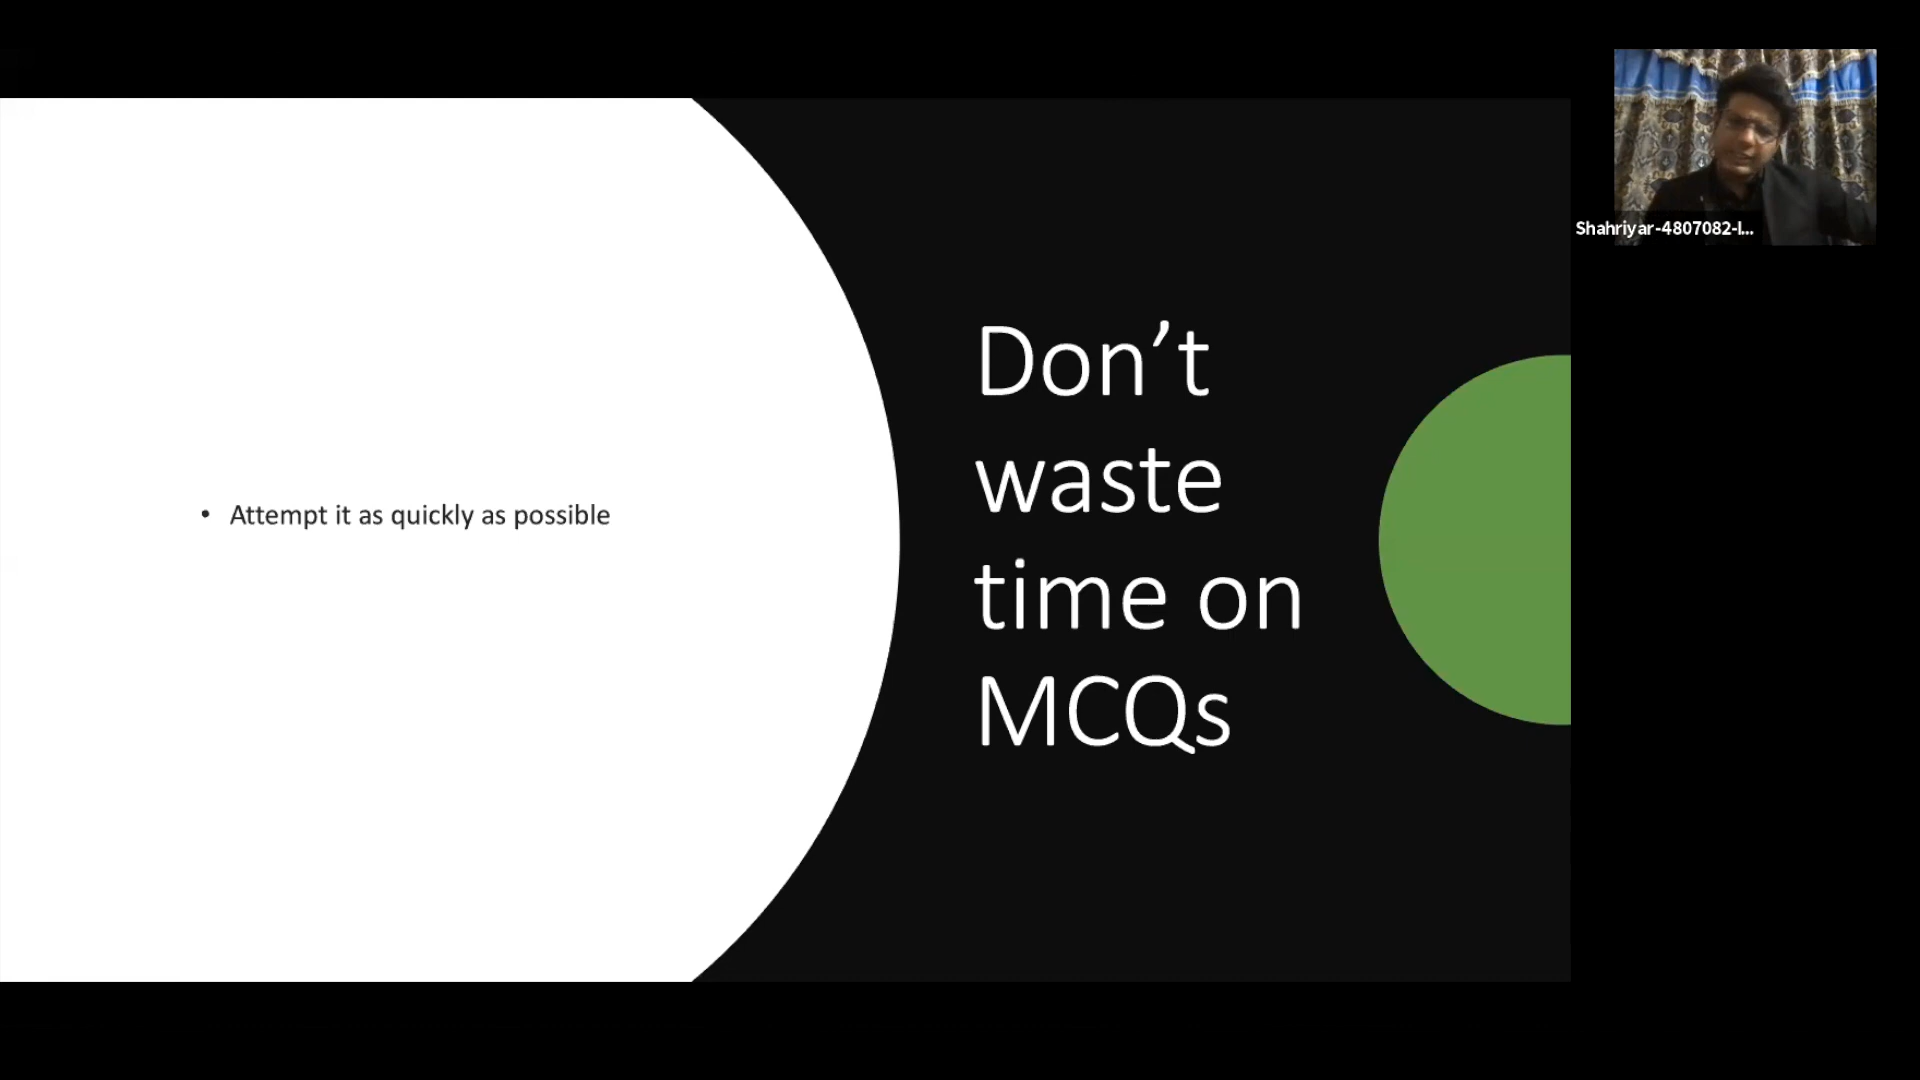 • Attempt it as quickly as possible
Don’t
waste
time on
MCQs
Shahriyar-4807082-I...